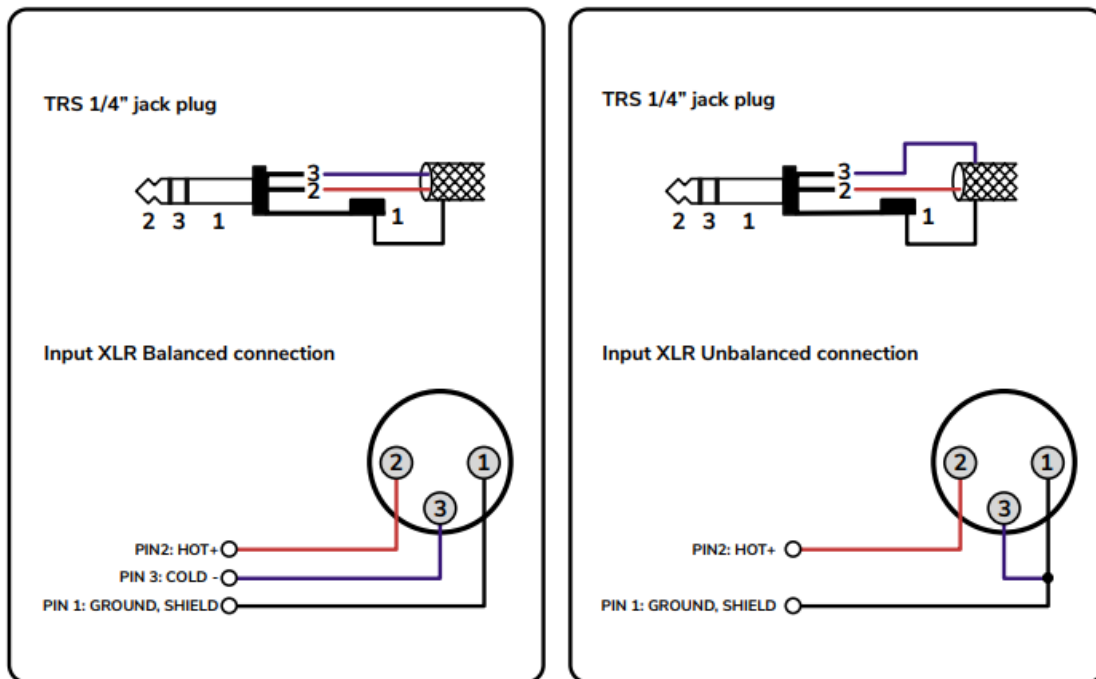 TRS 1/4” jack plug
3
2
1
2 3 1
Input XLR Balanced connection
2 1
3
PIN2: HOT+
PIN 3: COLD -
PIN 1: GROUND, SHIELD
TRS 1/4” jack plug
3
2
1
2 3 1
Input XLR Unbalanced connection
2 1
3
PIN2: HOT+
PIN 1: GROUND, SHIELD